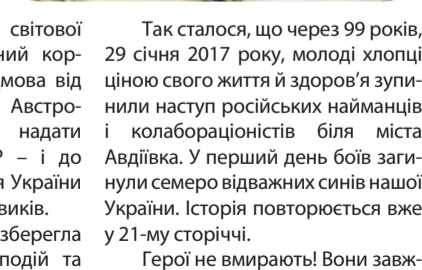 світової
ний кор-
мова від
Австро-
надати
– і до
я України
виків.
зберегла
подій та
Так сталося, що через 99 років,
29 січня 2017 року, молоді хлопці
ціною свого життя й здоров’я зупи-
нили наступ російських найманців
і колабораціоністів біля міста
Авдіївка. У перший день боїв заги-
нули семеро відважних синів нашої
України. Історія повторюється вже
у 21-му сторіччі.
Герої не вмирають! Вони завж-